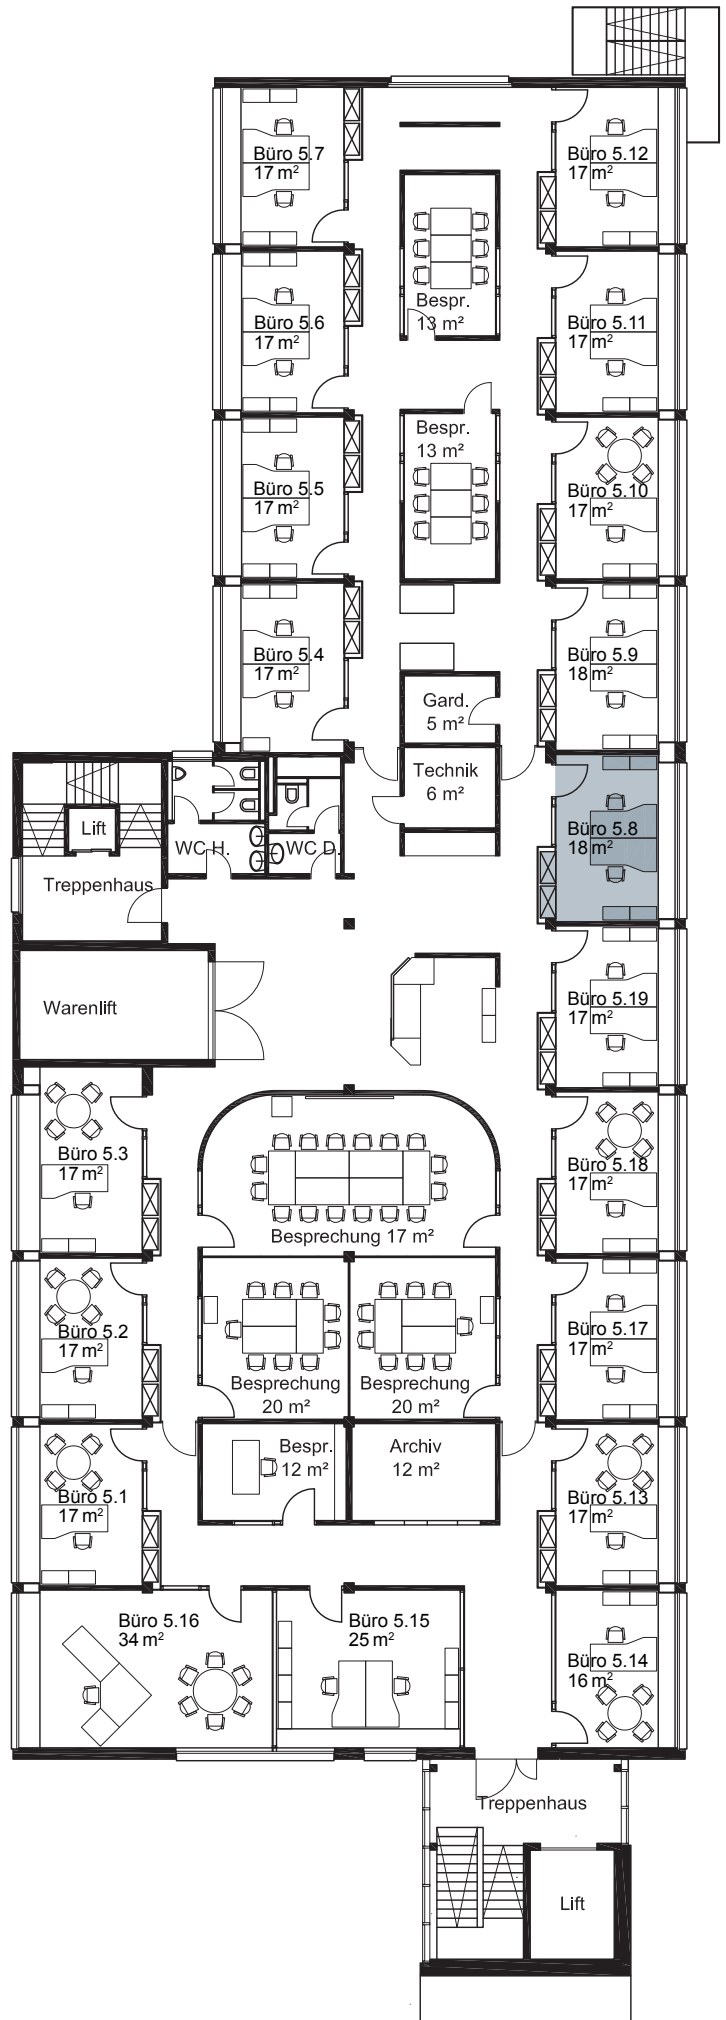 Büro 5.7
17 m²
Büro 5.12
17 m²
Bespr.
13 m²
Büro 5.6
17 m²
Büro 5.11
17 m²
Bespr.
13 m²
Büro 5.5
17 m²
Büro 5.10
17 m²
Büro 5.4
17 m²
Büro 5.9
18 m²
Gard.
5 m²
Technik
6 m²
Lift
WC H.
WC D.
Büro 5.8
18 m²
Treppenhaus
Warenlift
Büro 5.19
17 m²
Büro 5.3
17 m²
Büro 5.18
17 m²
Besprechung 17 m²
Büro 5.2
17 m²
Büro 5.17
17 m²
Besprechung
20 m²
Besprechung
20 m²
Bespr.
12 m²
Archiv
12 m²
Büro 5.1
17 m²
Büro 5.13
17 m²
Büro 5.16
34 m²
Büro 5.15
25 m²
Büro 5.14
16 m²
Treppenhaus
Lift